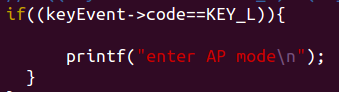 if((keyEvent->code==KEY_L)){
printf("enter AP mode\n");
}